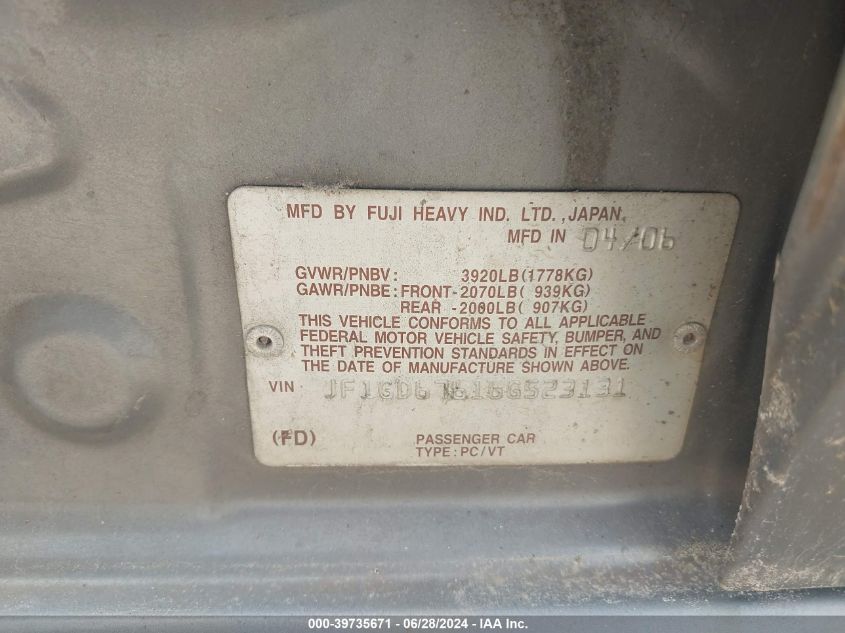 MFD BY FUJI HEAVY IND. LTD.,JAPAN.
MFD IN 04/06
GVWR/PNBV: 3920LB(1778KG)
GAWR/PNBE:FRONT-2070LB( 939KG)
REAR -2000LB( 907KG)
THIS VEHICLE CONFORMS TO ALL APPLICABLE
FEDERAL MOTOR VEHICLE SAFETY, BUMPER, AND
THEFT PREVENTION STANDARDS IN EFFECT ON
THE DATE OF MANUFACTURE SHOWN ABOVE.
VIN JF1GD67616G523131
(FD) PASSENGER CAR
TYPE:PC/VT
000-39735671 / 06/28/2024 - IAA Inc.